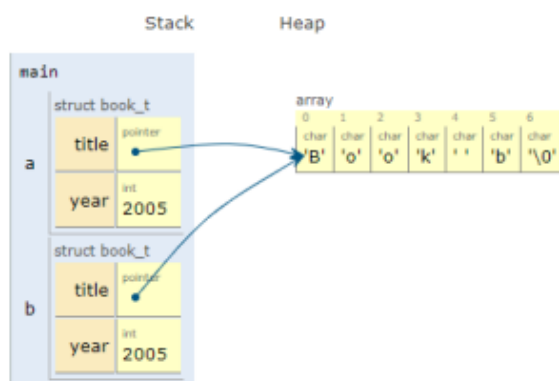 Stack Heap
main
struct book_t
array
0 1 2 3 4 5 6
pointer
char char char char char char char
title
'B' 'o' 'o' 'k' ' ' 'b' '\0'
a
int
year 2005
struct book_t
pointer
title
b
int
year 2005